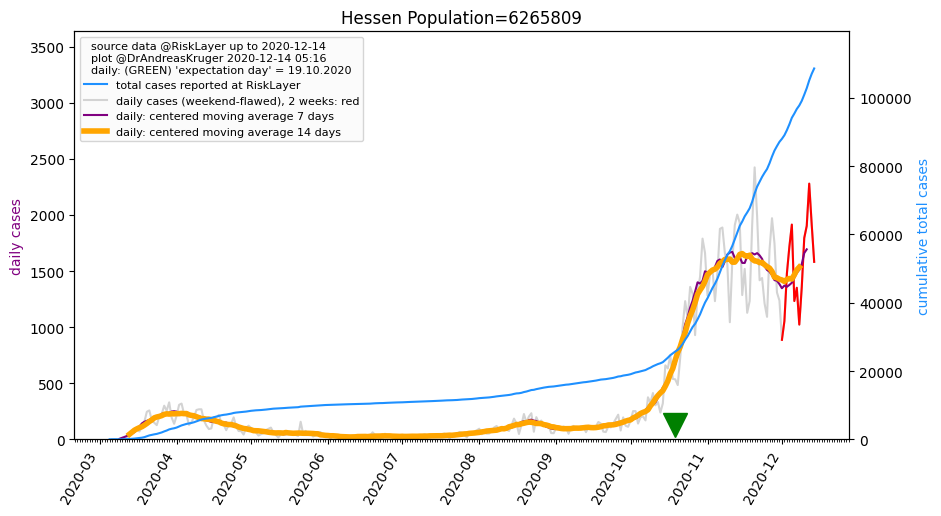 Hessen Population=6265809
source data @RiskLayer up to 2020-12-14
plot @DrAndreasKruger 2020-12-14 05:16
daily: (GREEN) 'expectation day' = 19.10.2020
total cases reported at RiskLayer
daily cases (weekend-flawed), 2 weeks: red
daily: centered moving average 7 days
daily: centered moving average 14 days
daily cases
3500
3000
2500
2000
1500
1000
500
0
cumulative total cases
100000
80000
60000
40000
20000
0
2020-03
2020-04
2020-05
2020-06
2020-07
2020-08
2020-09
2020-10
2020-11
2020-12